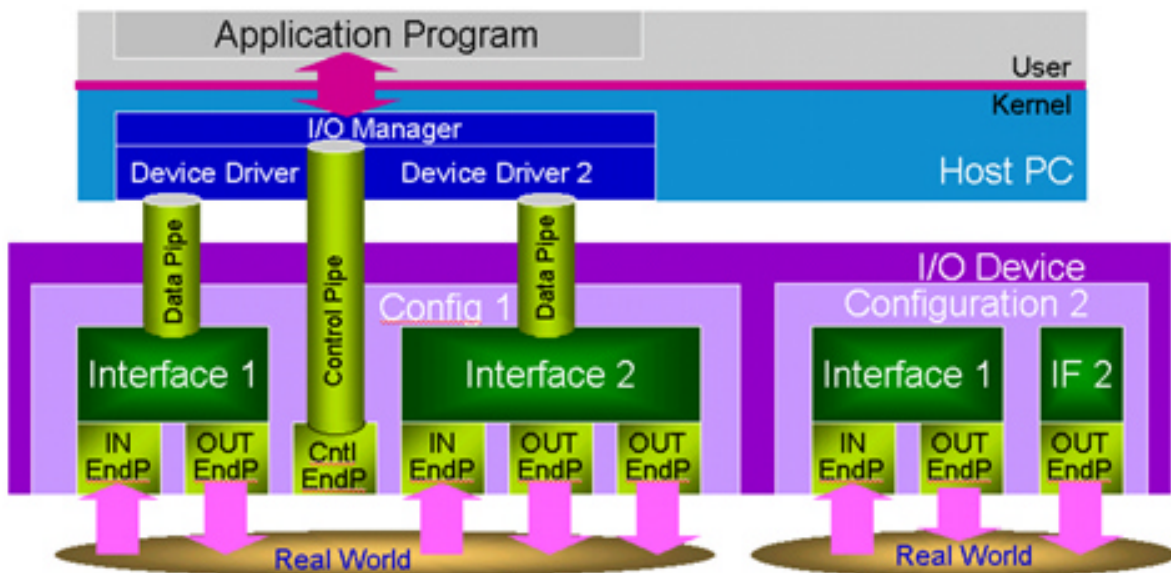 Application Program
User
Kernel
I/O Manager
Device Driver
Device Driver 2
Host PC
Data Pipe
Control Pipe
Data Pipe
I/O Device
Config 1
Configuration 2
Interface 1
Interface 2
Interface 1
IF 2
IN
EndP
OUT
EndP
Cntl
EndP
IN
EndP
OUT
EndP
OUT
EndP
IN
EndP
OUT
EndP
OUT
EndP
Real World
Real World